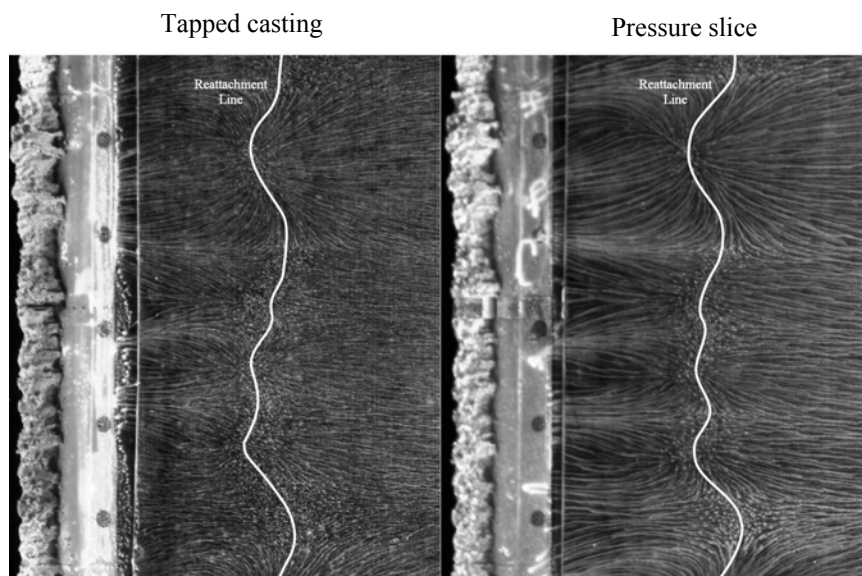 Tapped casting
Pressure slice
Reattachment
Line
Reattachment
Line